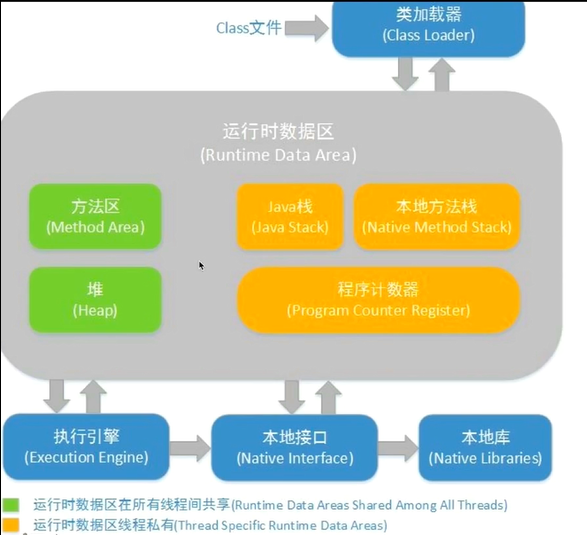 类加载器
Class文件
(Class Loader)
运行时数据区
(Runtime Data Area)
方法区
(Method Area)
Java栈
(Java Stack)
本地方法栈
(Native Method Stack)
堆
(Heap)
程序计数器
(Program Counter Register)
执行引擎
(Execution Engine)
本地接口
(Native Interface)
本地库
(Native Libraries)
运行时数据区在所有线程间共享(Runtime Data Areas Shared Among All Threads)
运行时数据区线程私有(Thread Specific Runtime Data Areas)